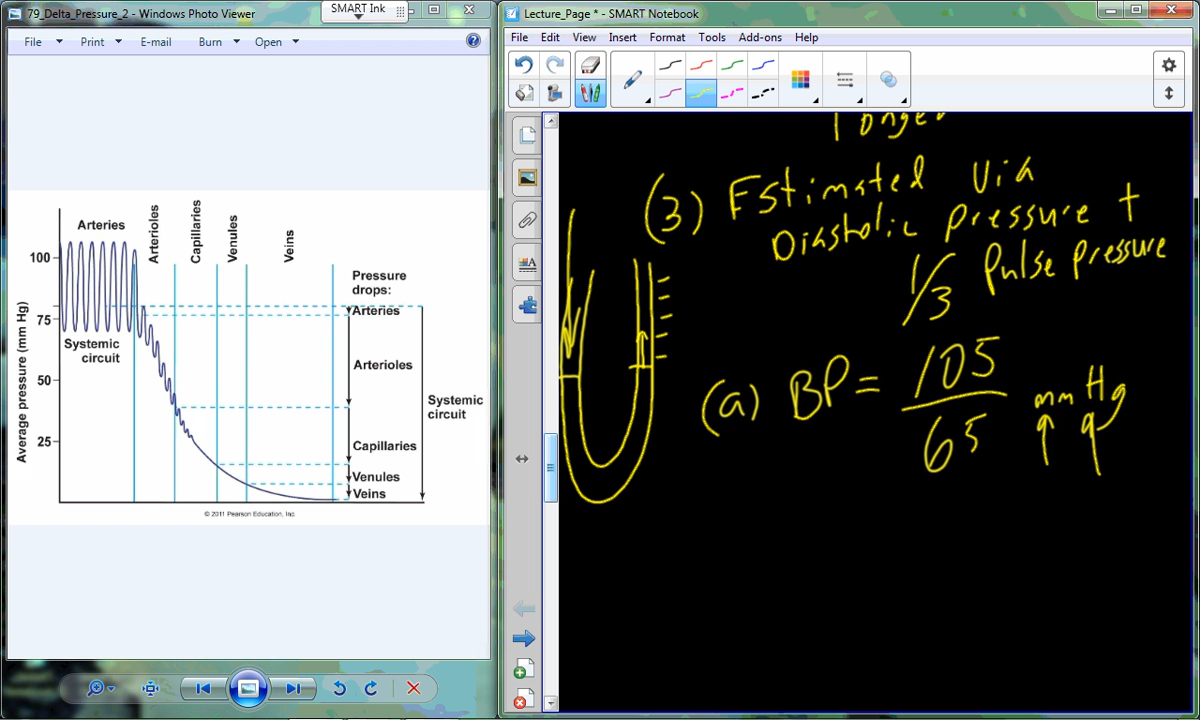 79_Delta_Pressure_2 - Windows Photo Viewer
SMART Ink
File Print E-mail Burn Open
Arteries
Arterioles
Capillaries
Venules
Veins
100
75
50
25
Average pressure (mm Hg)
Systemic
circuit
Pressure
drops:
Arteries
Arterioles
Capillaries
Venules
Veins
Systemic
circuit
© 2011 Pearson Education, Inc.
Lecture_Page * - SMART Notebook
File Edit View Insert Format Tools Add-ons Help
longer
(3) Estimated via
Diastolic pressure +
1/3 Pulse pressure
(a) BP = 105
65 mmHg